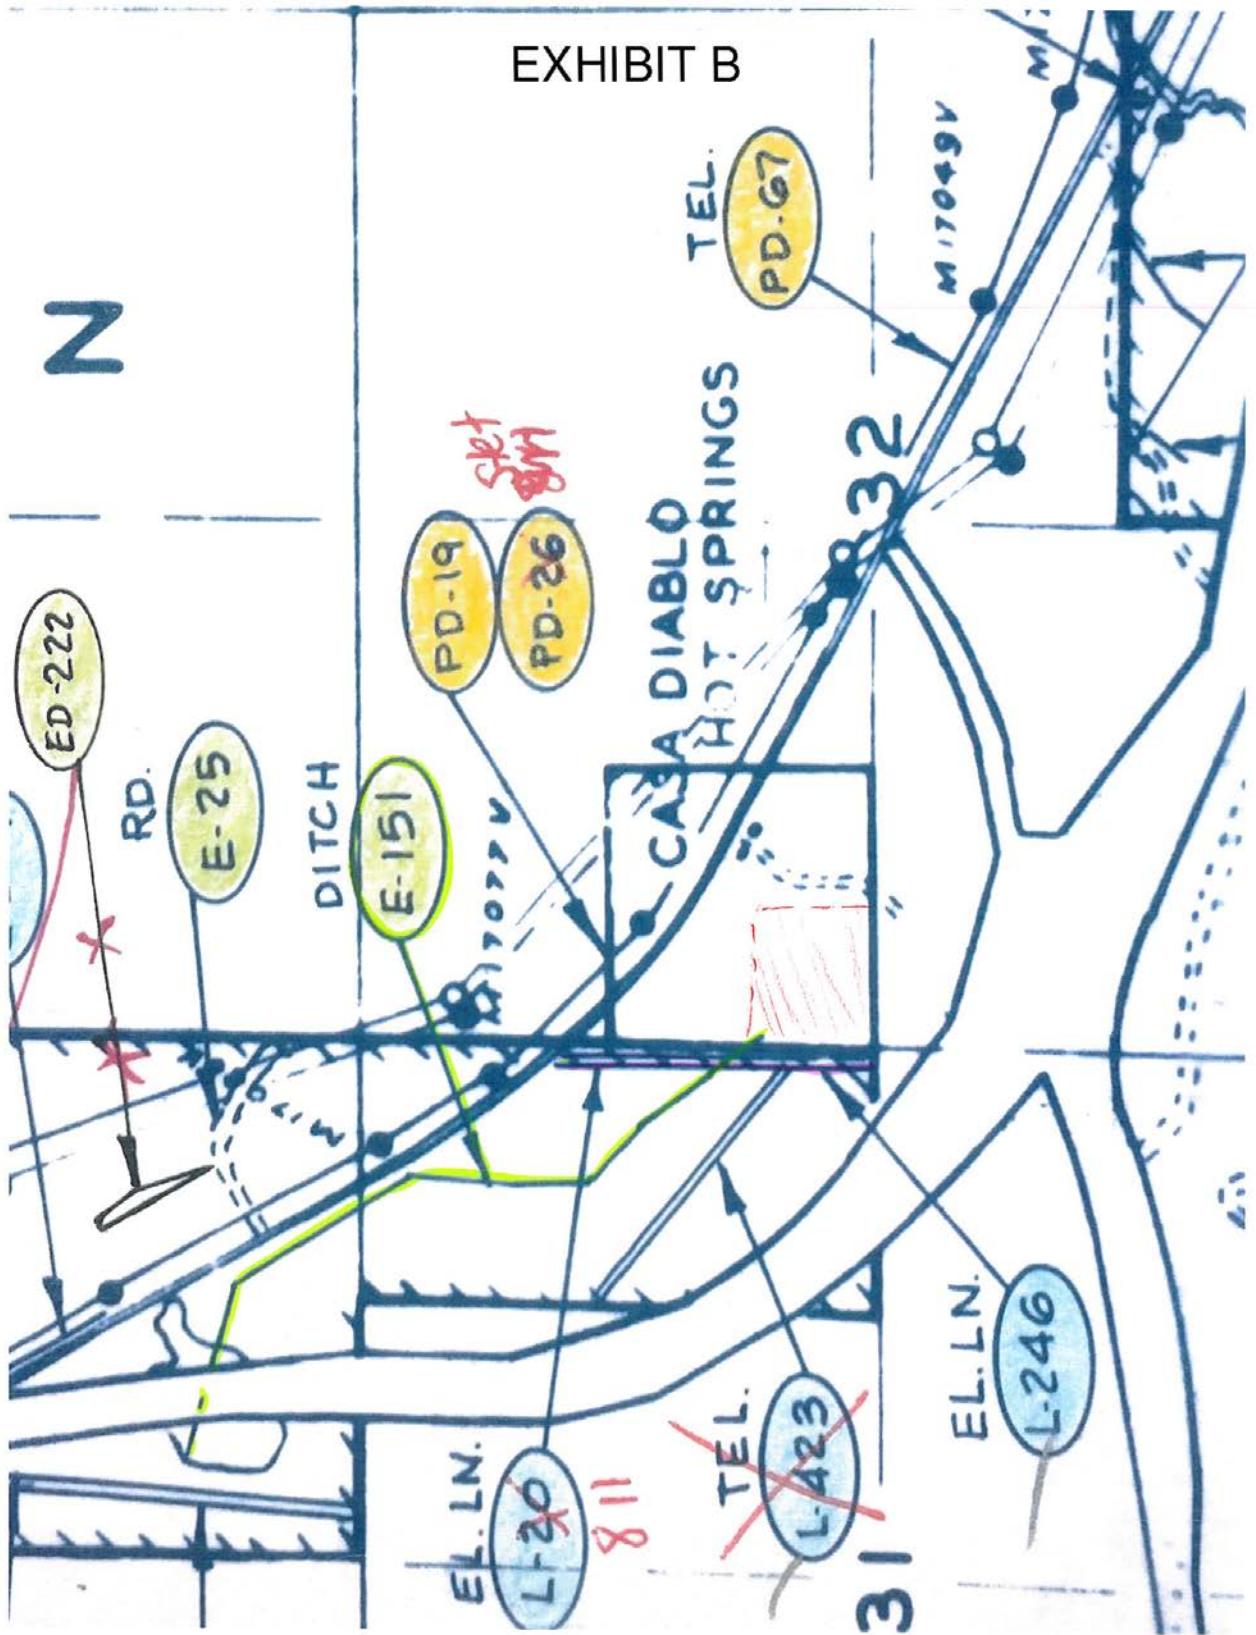 EXHIBIT B
N
ED-222
RD.
E-25
DITCH
E-151
M17077V
PD-19
PD-26
CASA DIABLO
HOT SPRINGS
TEL.
PD-67
M17049V
32
EL. LN.
L-20
811
TEL.
L-423
EL. LN.
L-246
31